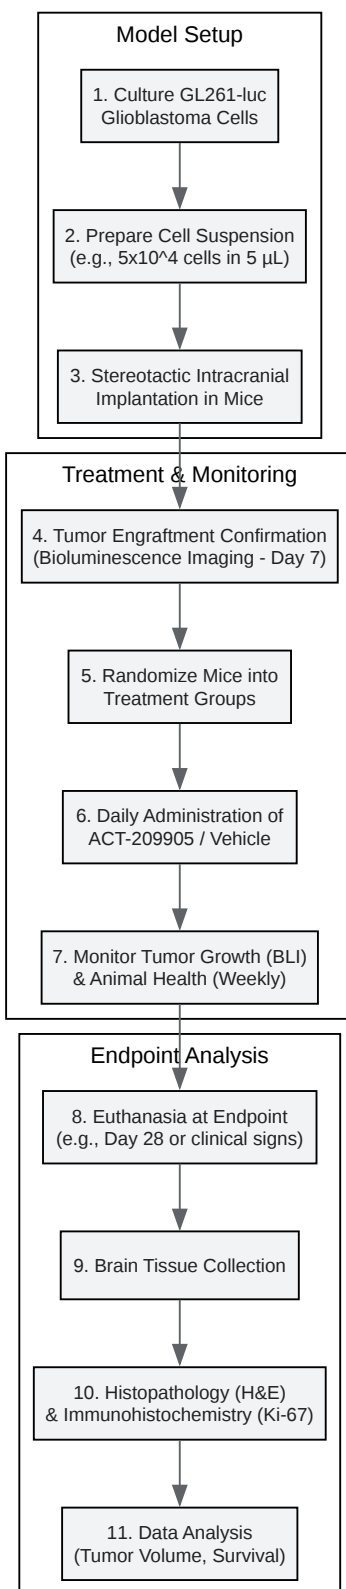 Model Setup
1. Culture GL261-luc
Glioblastoma Cells
2. Prepare Cell Suspension
(e.g., 5x10^4 cells in 5 µL)
3. Stereotactic Intracranial
Implantation in Mice
Treatment & Monitoring
4. Tumor Engraftment Confirmation
(Bioluminescence Imaging - Day 7)
5. Randomize Mice into
Treatment Groups
6. Daily Administration of
ACT-209905 / Vehicle
7. Monitor Tumor Growth (BLI)
& Animal Health (Weekly)
Endpoint Analysis
8. Euthanasia at Endpoint
(e.g., Day 28 or clinical signs)
9. Brain Tissue Collection
10. Histopathology (H&E)
& Immunohistochemistry (Ki-67)
11. Data Analysis
(Tumor Volume, Survival)